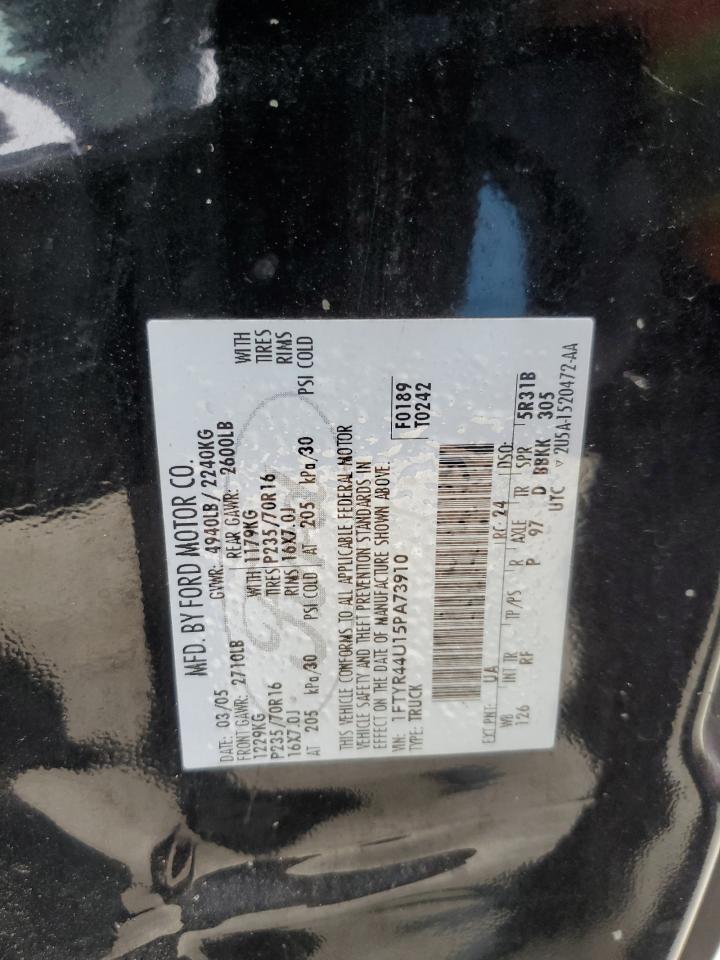 MFD. BY FORD MOTOR CO.
DATE: 03/05 GVWR: 4940LB/2240KG
FRONT GAWR: 2710LB REAR GAWR: 2600LB
1229KG WITH 1179KG WITH
P235/70R16 TIRES P235/70R16 TIRES
16X7.0J RIMS 16X7.0J RIMS
AT 205 kPa/30 PSI COLD AT 205 kPa/30 PSI COLD
THIS VEHICLE CONFORMS TO ALL APPLICABLE FEDERAL MOTOR
VEHICLE SAFETY AND THEFT PREVENTION STANDARDS IN
EFFECT ON THE DATE OF MANUFACTURE SHOWN ABOVE.
VIN: 1FTYR44U15PA73910 F0189
TYPE: TRUCK T0242
EXT PNT: UA RC: 24 DSO:
WB INT TR TP/PS R AXLE TR SPR 5R31B
126 RF P 97 D BBKK 305
UTC ▽ 2U5A-1520472-AA